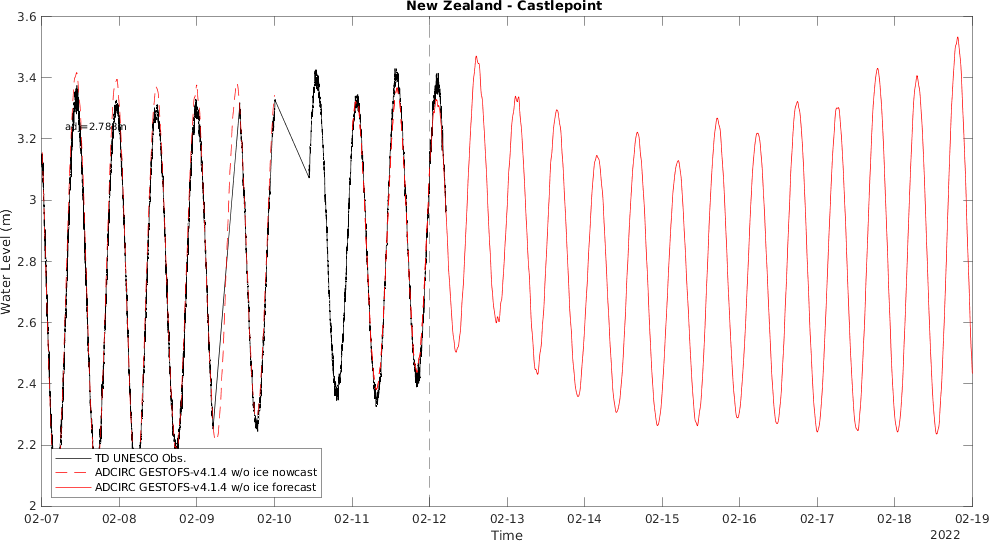 New Zealand - Castlepoint
3.6
3.4
3.2
3
2.8
2.6
2.4
2.2
2
Water Level (m)
adj=2.788m
TD UNESCO Obs.
ADCIRC GESTOFS-v4.1.4 w/o ice nowcast
ADCIRC GESTOFS-v4.1.4 w/o ice forecast
02-07 02-08 02-09 02-10 02-11 02-12 02-13 02-14 02-15 02-16 02-17 02-18 02-19
Time
2022